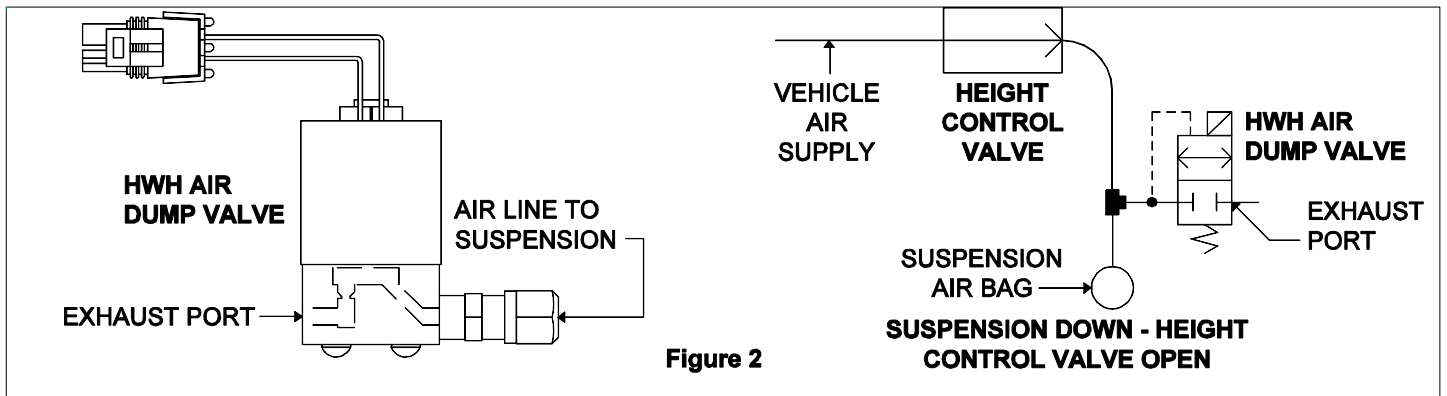 HWH AIR
DUMP VALVE
AIR LINE TO
SUSPENSION
EXHAUST PORT
VEHICLE
AIR
SUPPLY
HEIGHT
CONTROL
VALVE
HWH AIR
DUMP VALVE
EXHAUST
PORT
SUSPENSION
AIR BAG
SUSPENSION DOWN - HEIGHT
CONTROL VALVE OPEN
Figure 2